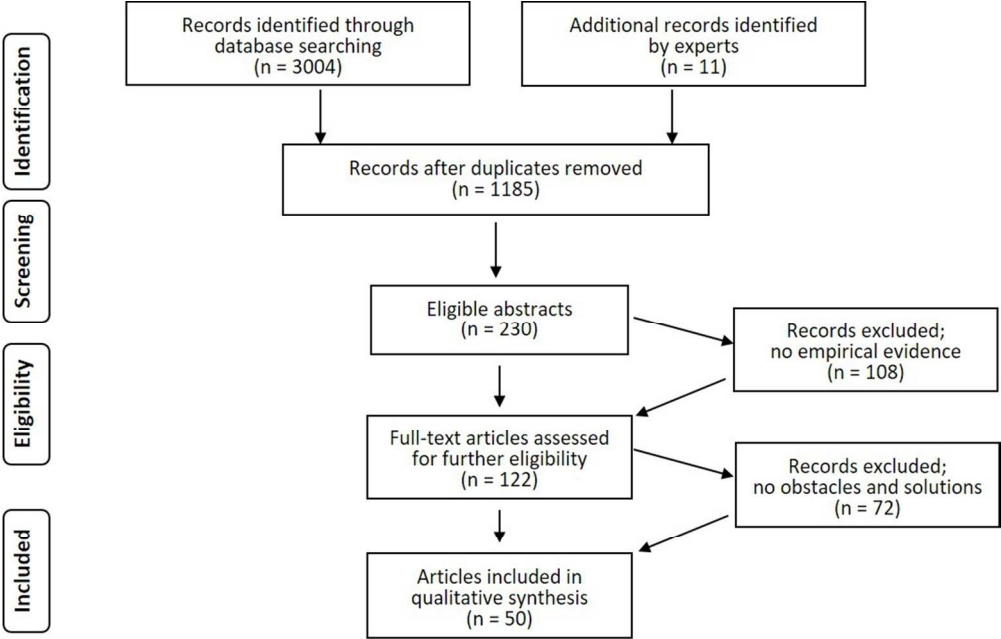 Records identified through
database searching
(n = 3004)
Additional records identified
by experts
(n = 11)
Identification
Records after duplicates removed
(n = 1185)
Screening
Eligible abstracts
(n = 230)
Records excluded;
no empirical evidence
(n = 108)
Eligibility
Full-text articles assessed
for further eligibility
(n = 122)
Records excluded;
no obstacles and solutions
(n = 72)
Included
Articles included in
qualitative synthesis
(n = 50)